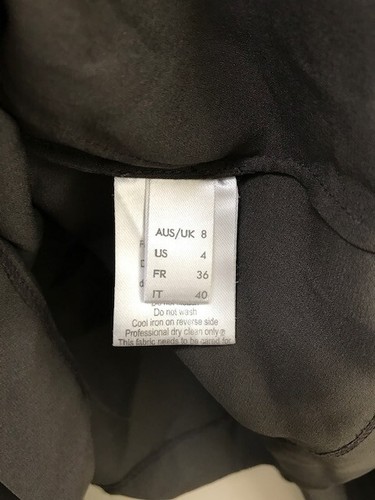 AUS/UK 8
US 4
FR 36
IT 40
Do not wash
Cool iron on reverse side
Professional dry clean only Ⓟ
This fabric needs to be cared for